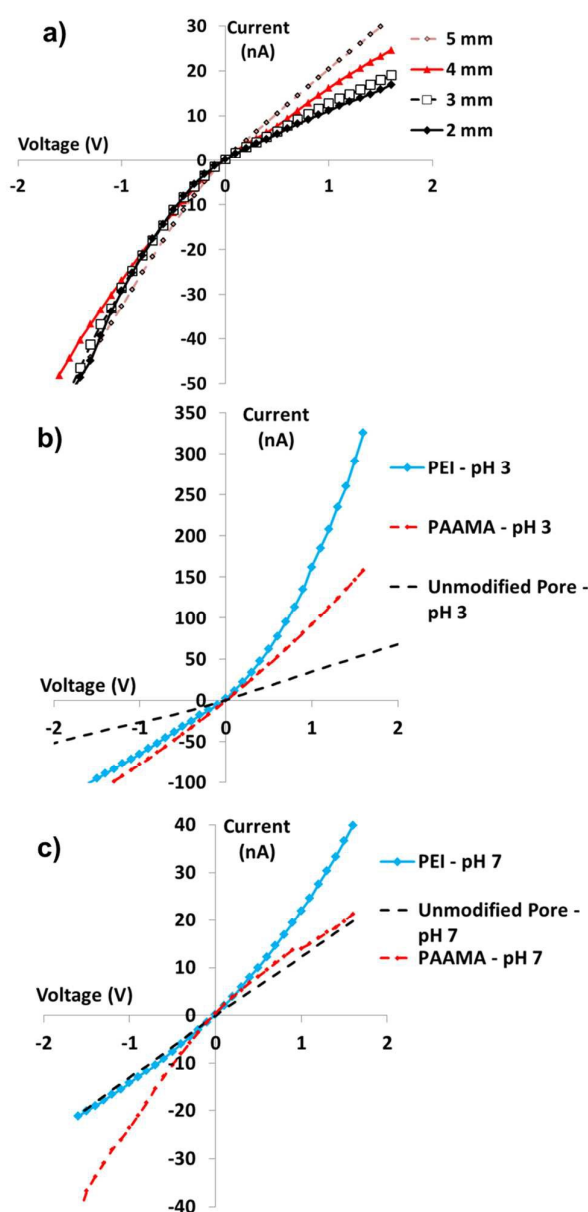 a)
Current
(nA)
30
20
10
0
-10
-20
-30
-40
-50
Voltage (V)
-2
-1
0
1
2
5 mm
4 mm
3 mm
2 mm
b)
Current
(nA)
350
300
250
200
150
100
50
0
-50
-100
Voltage (V)
-2
-1
0
1
2
PEI - pH 3
PAAMA - pH 3
Unmodified Pore -
pH 3
c)
Current
(nA)
40
30
20
10
0
-10
-20
-30
-40
Voltage (V)
-2
-1
0
1
2
PEI - pH 7
Unmodified Pore -
pH 7
PAAMA - pH 7